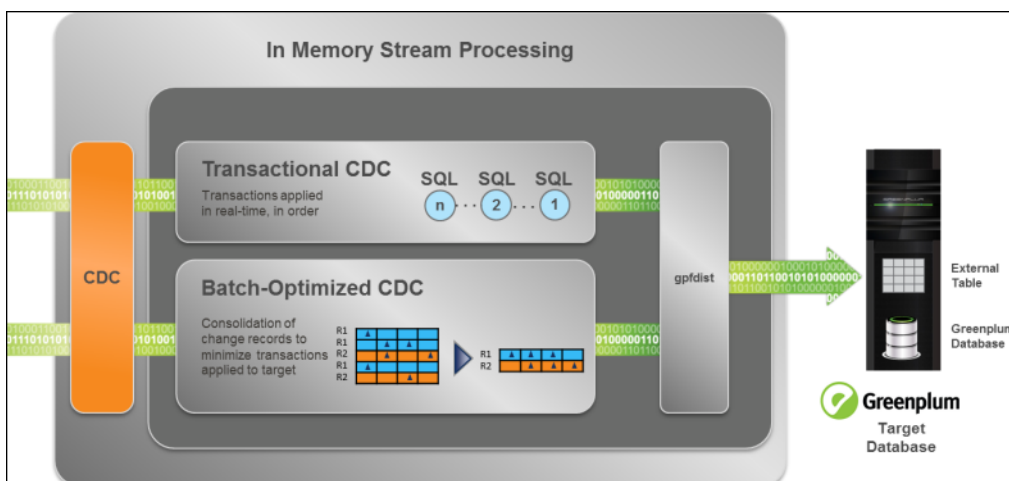 In Memory Stream Processing
CDC
Transactional CDC
Transactions applied
in real-time, in order
SQL SQL SQL
n ... 2 ... 1
Batch-Optimized CDC
Consolidation of
change records to
minimize transactions
applied to target
R1
R1
R2
R1
R2
R1
R2
gpfdist
External
Table
Greenplum
Database
Greenplum
Target
Database